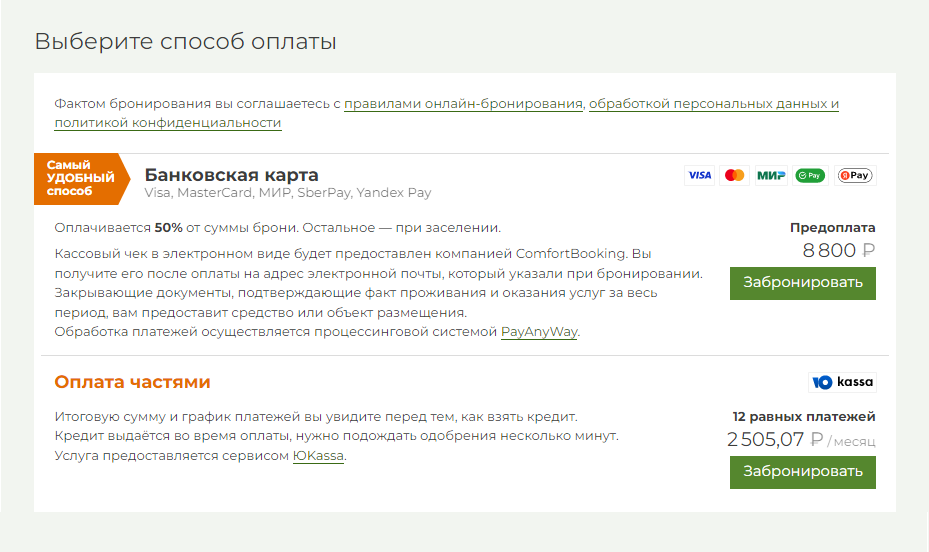 Выберите способ оплаты
Фактом бронирования вы соглашаетесь с правилами онлайн-бронирования, обработкой персональных данных и
политикой конфиденциальности
Самый
УДОБНЫЙ
способ
Банковская карта
Visa, MasterCard, МИР, SberPay, Yandex Pay
VISA
МИР
Pay
Я Pay
Оплачивается 50% от суммы брони. Остальное — при заселении.
Кассовый чек в электронном виде будет предоставлен компанией ComfortBooking. Вы
получите его после оплаты на адрес электронной почты, который указали при бронировании.
Закрывающие документы, подтверждающие факт проживания и оказания услуг за весь
период, вам предоставит средство или объект размещения.
Обработка платежей осуществляется процессинговой системой PayAnyWay.
Предоплата
8 800 ₽
Забронировать
Оплата частями
Ю kassa
Итоговую сумму и график платежей вы увидите перед тем, как взять кредит.
Кредит выдаётся во время оплаты, нужно подождать одобрения несколько минут.
Услуга предоставляется сервисом ЮKassa.
12 равных платежей
2 505,07 ₽ / месяц
Забронировать